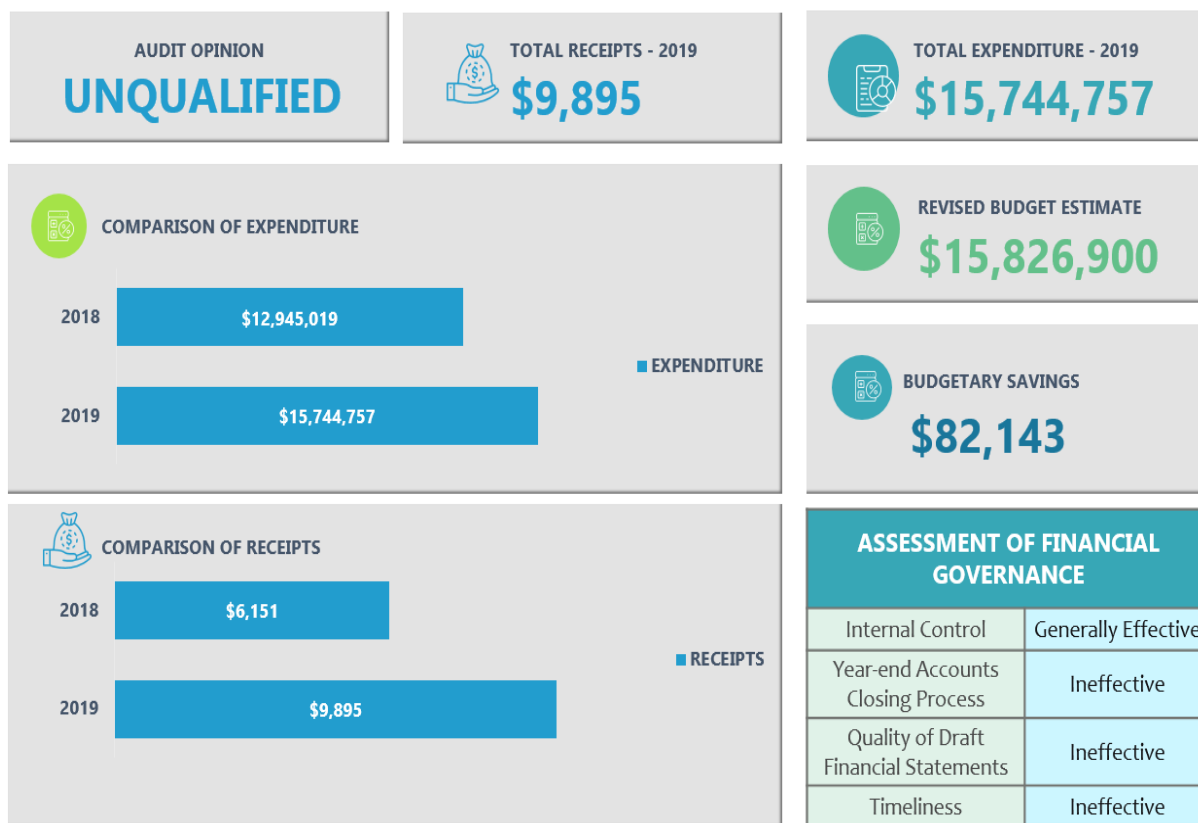 AUDIT OPINION
UNQUALIFIED
TOTAL RECEIPTS - 2019
$9,895
TOTAL EXPENDITURE - 2019
$15,744,757
COMPARISON OF EXPENDITURE
2018
$12,945,019
2019
$15,744,757
EXPENDITURE
REVISED BUDGET ESTIMATE
$15,826,900
BUDGETARY SAVINGS
$82,143
COMPARISON OF RECEIPTS
2018
$6,151
2019
$9,895
RECEIPTS
ASSESSMENT OF FINANCIAL
GOVERNANCE
Internal Control
Generally Effective
Year-end Accounts
Closing Process
Ineffective
Quality of Draft
Financial Statements
Ineffective
Timeliness
Ineffective